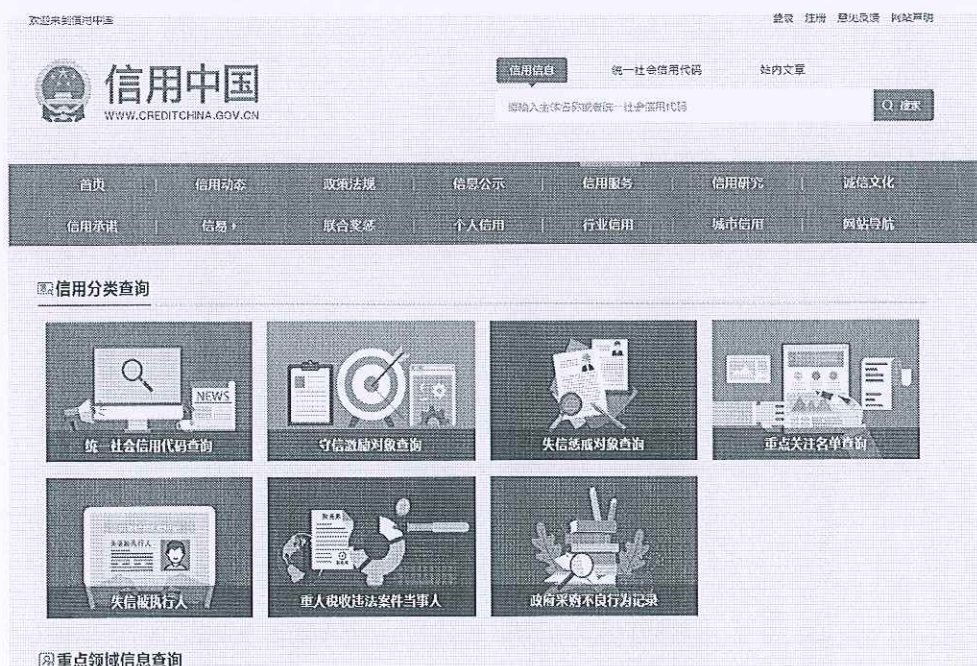 欢迎来到信用中国
登录 注册 意见反馈 网站声明
信用中国
WWW.CREDITCHINA.GOV.CN
信用信息 统一社会信用代码 站内文章
请输入主体名称或者统一社会信用代码
搜索
首页 信用动态 政策法规 信息公示 信用服务 信用研究 诚信文化
信用承诺 信易+ 联合奖惩 个人信用 行业信用 城市信用 网站导航
信用分类查询
NEWS
统一社会信用代码查询 守信激励对象查询 失信惩戒对象查询 重点关注名单查询
失信被执行人
失信被执行人 重大税收违法案件当事人 政府采购不良行为记录
重点领域信息查询